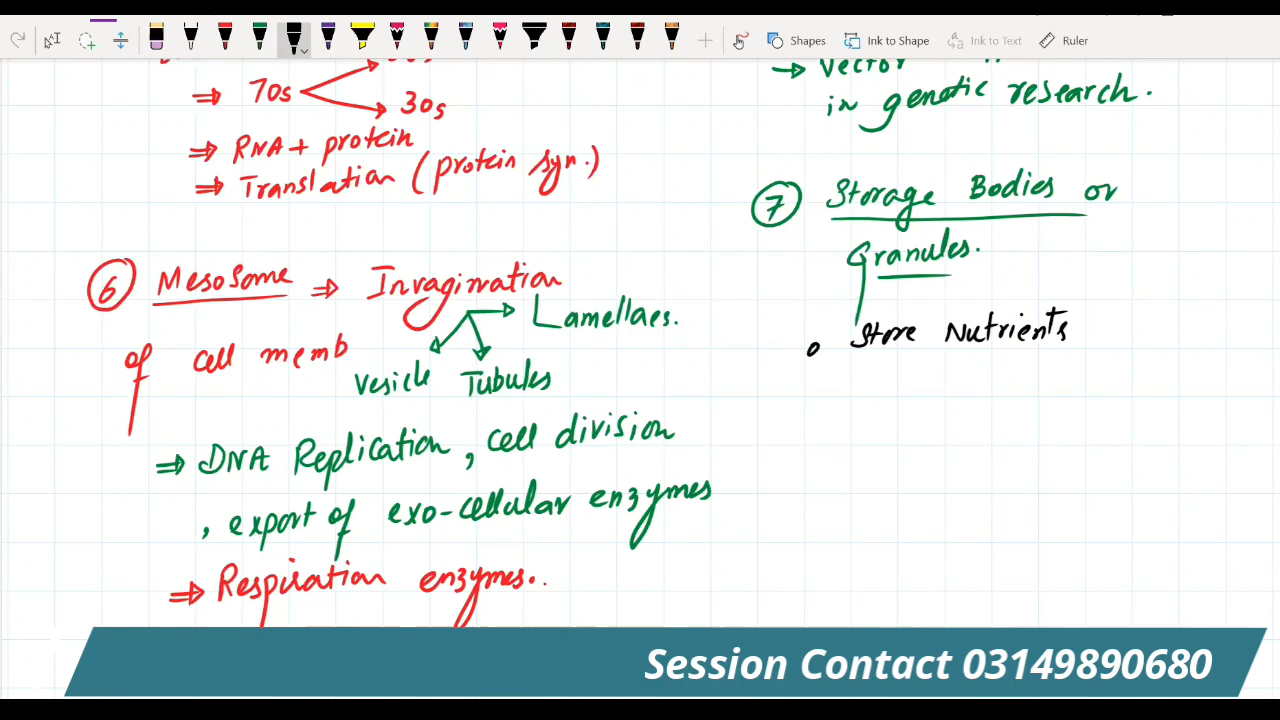 Shapes Ink to Shape Ink to Text Ruler
⇒ 70s
30s
⇒ RNA + protein
⇒ Translation (protein syn.)
⑥ Mesosome ⇒ Invagination
of cell memb
Lamellaes.
Vesicle Tubules
⇒ DNA Replication, cell division
, export of exo-cellular enzymes
⇒ Respiration enzymes.
→ Vector
in genetic research.
⑦ Storage Bodies or
Granules.
o Store Nutrients
Session Contact 03149890680